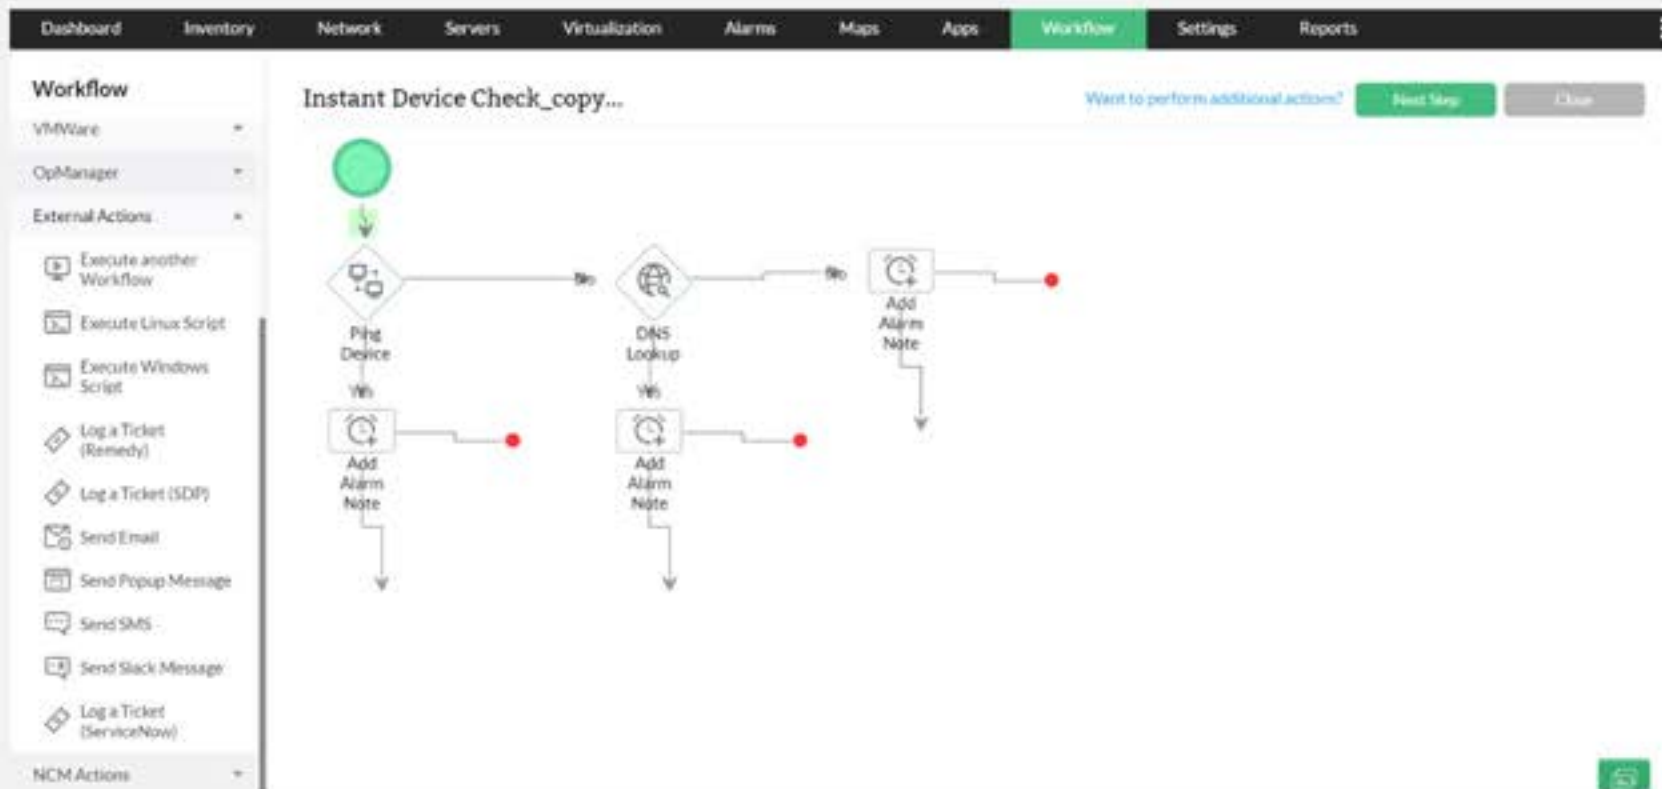 Dashboard Inventory Network Servers Virtualization Alarms Maps Apps Workflow Settings Reports
Workflow
VMWare
OpManager
External Actions
Execute another
Workflow
Execute Linux Script
Execute Windows
Script
Log a Ticket
(Remedy)
Log a Ticket (SDP)
Send Email
Send Popup Message
Send SMS
Send Slack Message
Log a Ticket
(ServiceNow)
NCM Actions
Instant Device Check_copy...
Want to perform additional actions?
Next Step
Close
Ping
Device
No
DNS
Lookup
No
Add
Alarm
Note
Yes
Add
Alarm
Note
Yes
Add
Alarm
Note